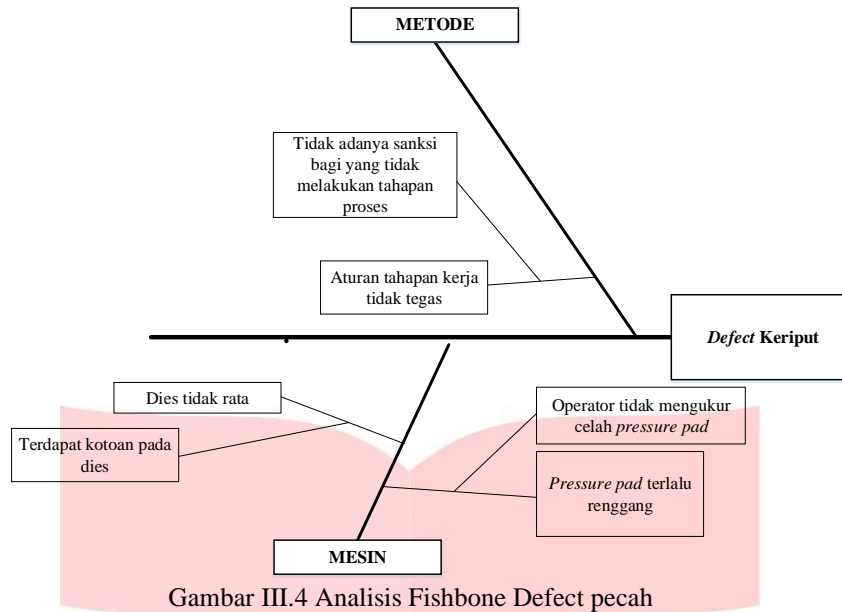 METODE
Tidak adanya sanksi
bagi yang tidak
melakukan tahapan
proses
Aturan tahapan kerja
tidak tegas
Defect Keriput
Dies tidak rata
Operator tidak mengukur
celah pressure pad
Terdapat kotoan pada
dies
Pressure pad terlalu
renggang
MESIN
Gambar III.4 Analisis Fishbone Defect pecah